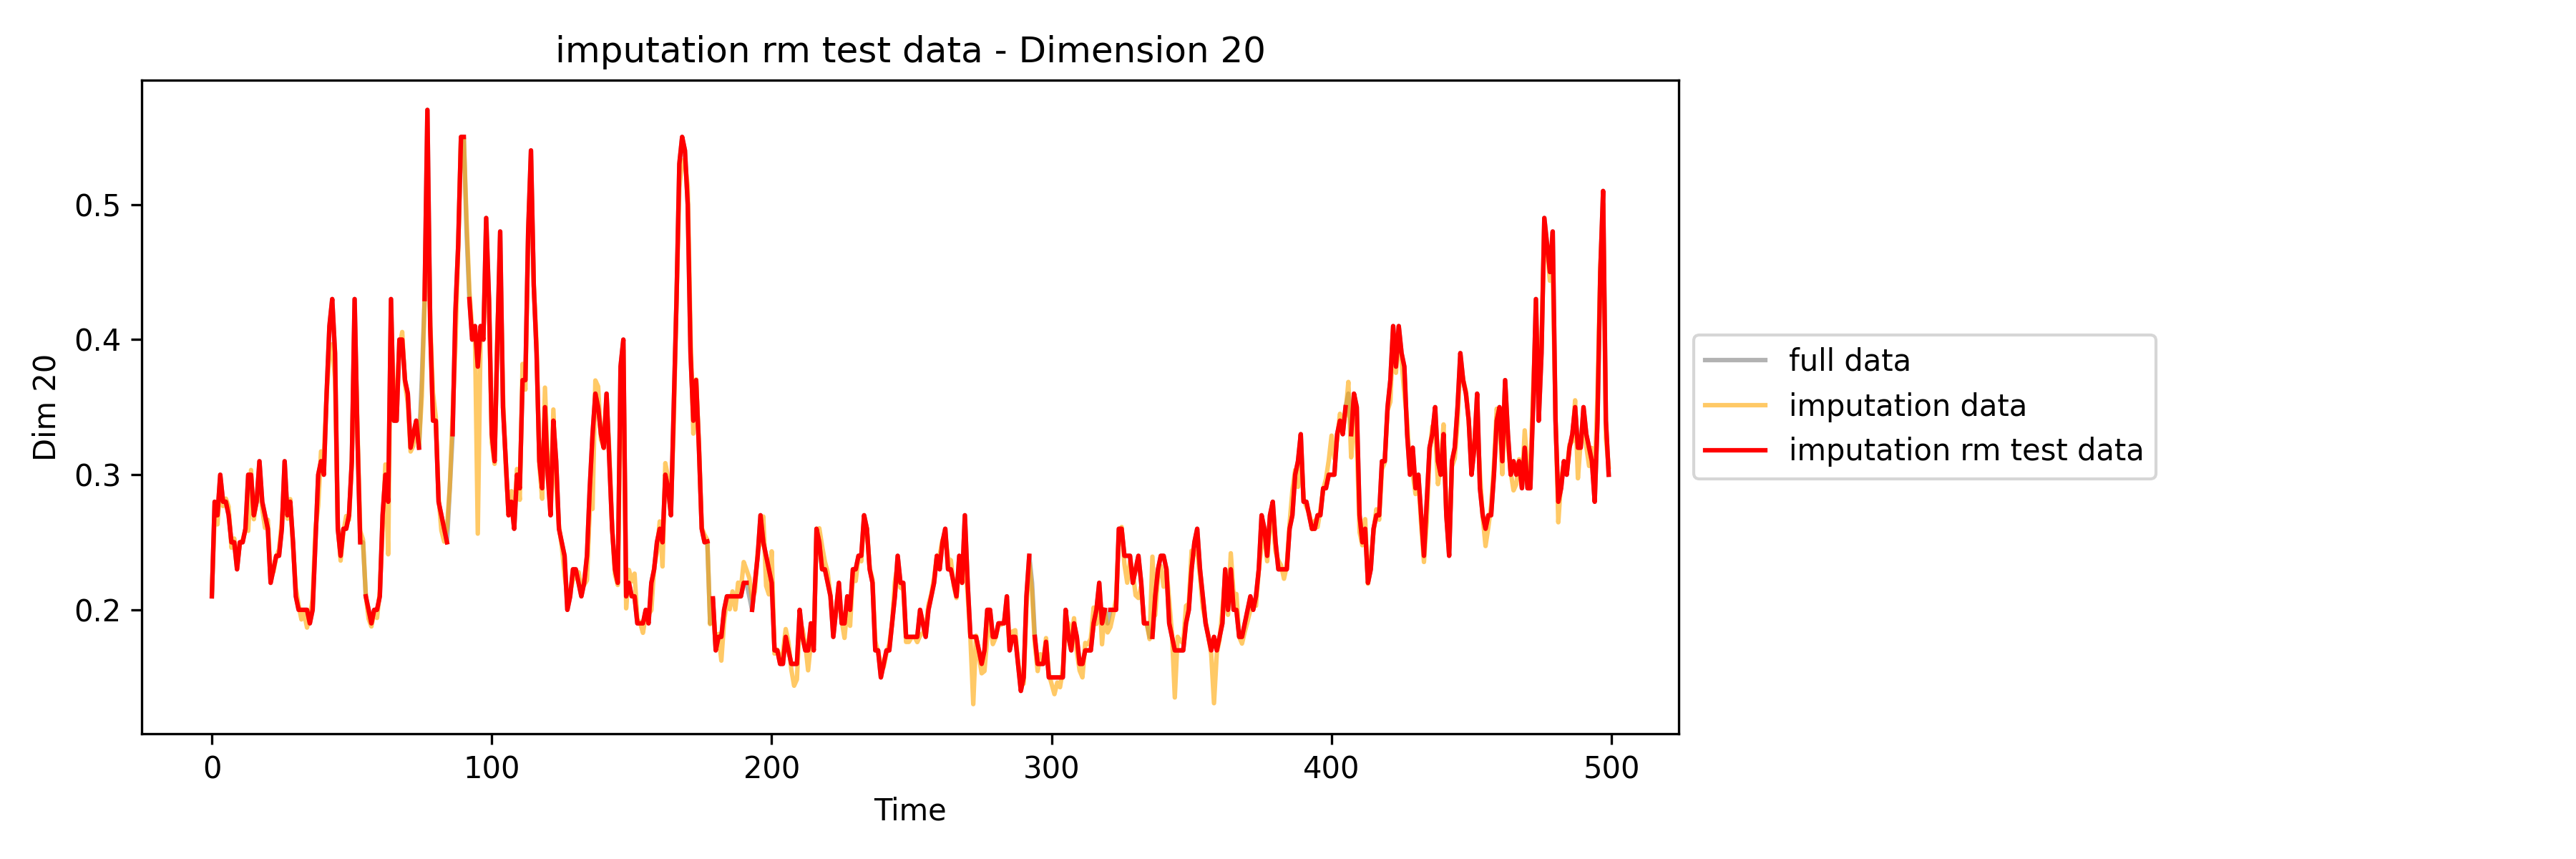 imputation rm test data - Dimension 20
Dim 20
0.5
0.4
0.3
0.2
0 100 200 300 400 500
Time
full data
imputation data
imputation rm test data